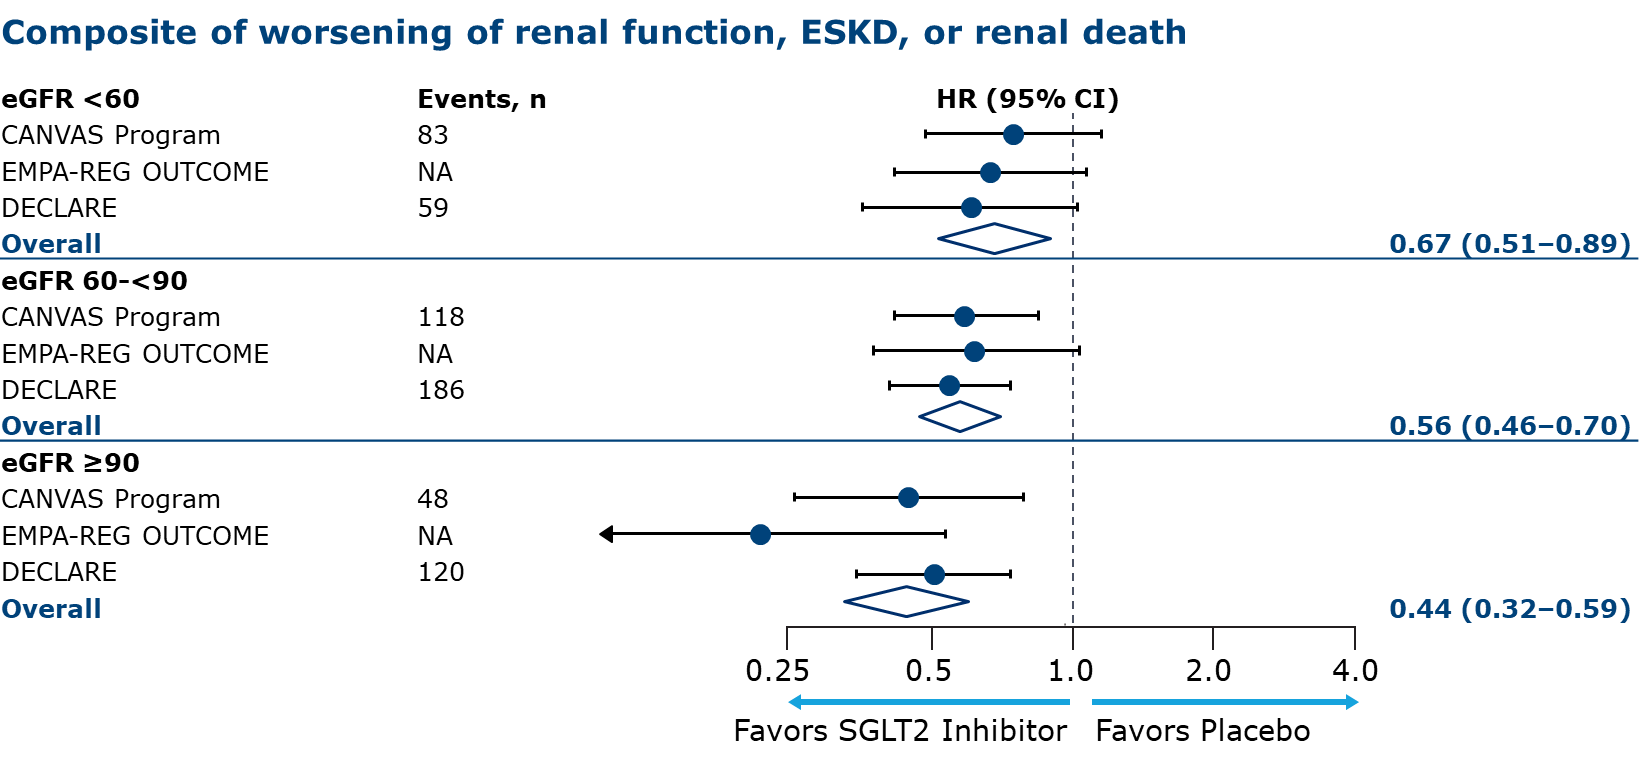 Composite of worsening of renal function, ESKD, or renal death
eGFR <60 Events, n HR (95% CI)
CANVAS Program 83
EMPA-REG OUTCOME NA
DECLARE 59
Overall 0.67 (0.51–0.89)
eGFR 60-<90
CANVAS Program 118
EMPA-REG OUTCOME NA
DECLARE 186
Overall 0.56 (0.46–0.70)
eGFR ≥90
CANVAS Program 48
EMPA-REG OUTCOME NA
DECLARE 120
Overall 0.44 (0.32–0.59)
0.25 0.5 1.0 2.0 4.0
Favors SGLT2 Inhibitor Favors Placebo